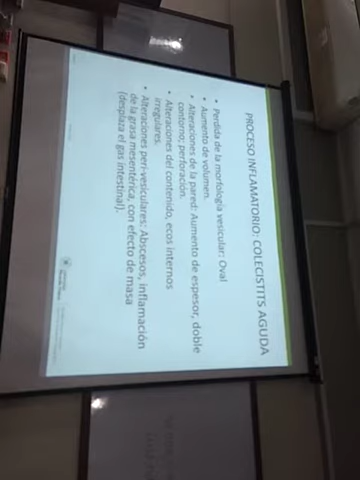 PROCESO INFLAMATORIO: COLECISTITS AGUDA
• Perdida de la morfología vesicular: Oval
• Aumento de volumen.
• Alteraciones de la pared: Aumento de espesor, doble
contorno; perforación.
• Alteraciones del contenido, ecos internos
irregulares.
• Alteraciones peri-vesiculares: Abscesos, inflamación
de la grasa mesentérica, con efecto de masa
(desplaza el gas intestinal).